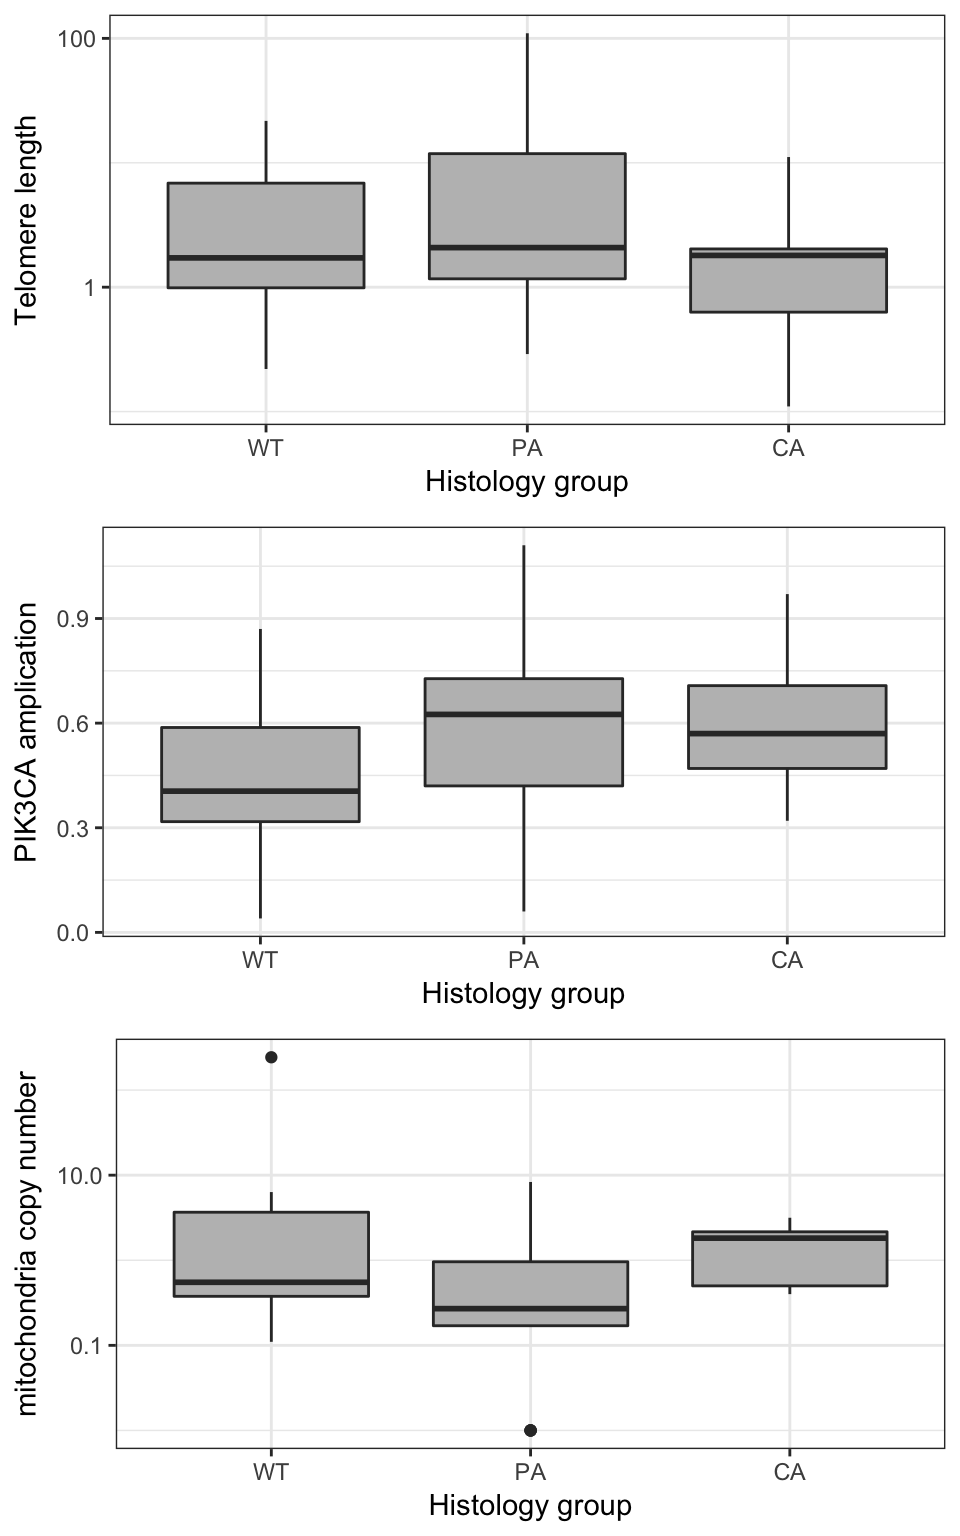 Telomere length
100
1
WT PA CA
Histology group
PIK3CA amplication
0.9
0.6
0.3
0.0
WT PA CA
Histology group
mitochondria copy number
10.0
0.1
WT PA CA
Histology group